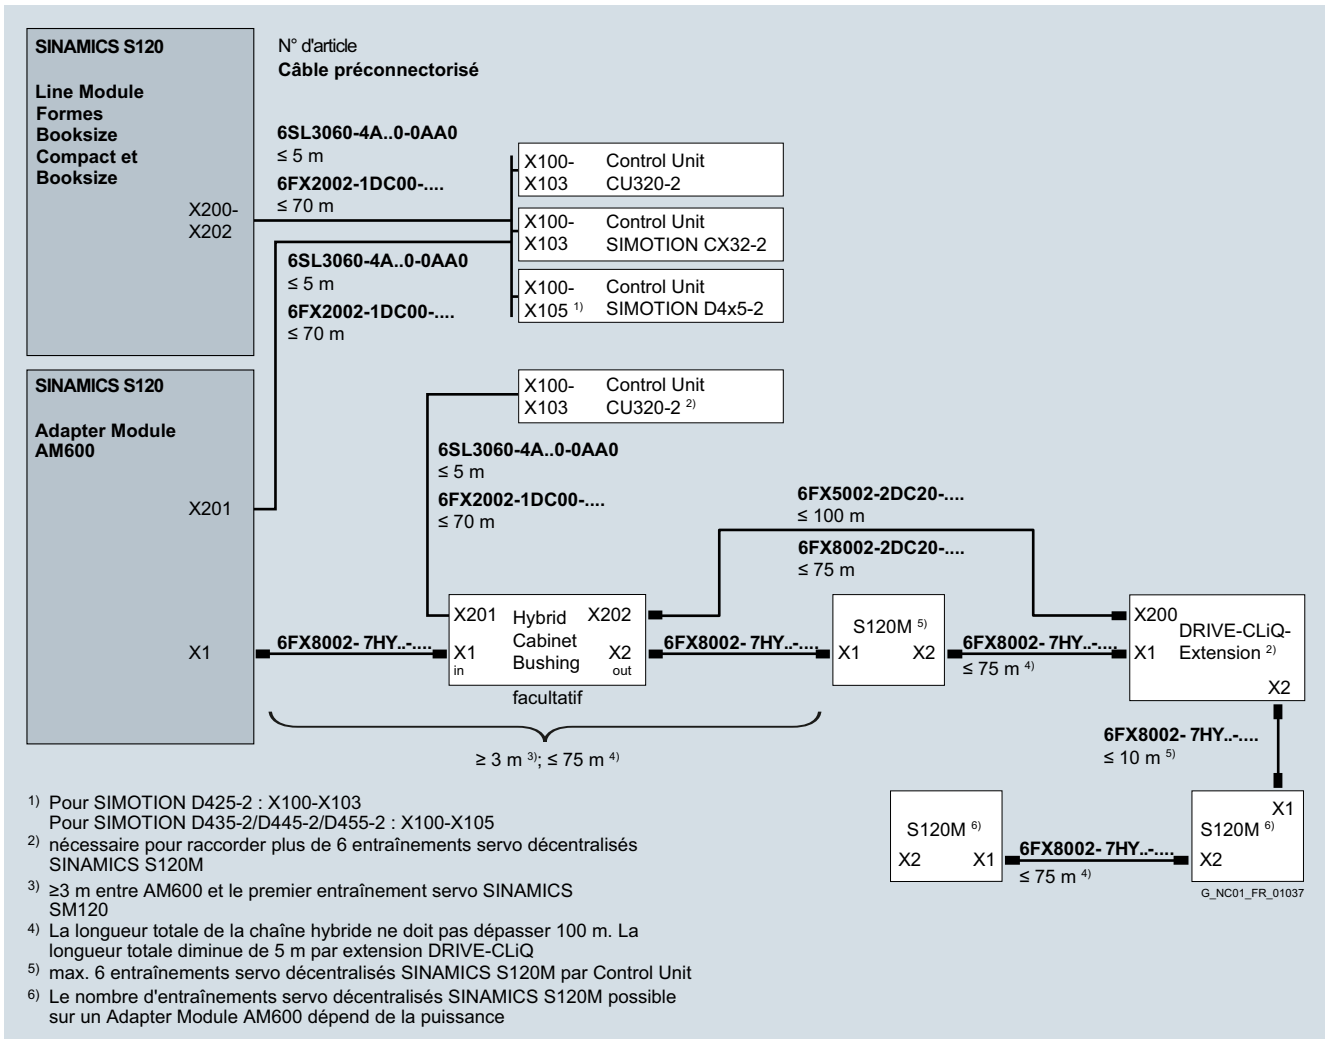 SINAMICS S120
Line Module
Formes
Booksize
Compact et
Booksize
X200-
X202
N° d'article
Câble préconnectorisé
6SL3060-4A..0-0AA0
≤ 5 m
6FX2002-1DC00-....
≤ 70 m
X100-
X103
Control Unit
CU320-2
X100-
X103
Control Unit
SIMOTION CX32-2
X100-
X105 1)
Control Unit
SIMOTION D4x5-2
6SL3060-4A..0-0AA0
≤ 5 m
6FX2002-1DC00-....
≤ 70 m
SINAMICS S120
Adapter Module
AM600
X201
X1
X100-
X103
Control Unit
CU320-2 2)
6SL3060-4A..0-0AA0
≤ 5 m
6FX2002-1DC00-....
≤ 70 m
6FX5002-2DC20-....
≤ 100 m
6FX8002-2DC20-....
≤ 75 m
6FX8002- 7HY..-....
X201
X1
in
Hybrid
Cabinet
Bushing
X202
X2
out
facultatif
6FX8002- 7HY..-....
S120M 5)
X1
X2
6FX8002- 7HY..-....
≤ 75 m 4)
X200
X1
DRIVE-CLiQ-
Extension 2)
X2
≥ 3 m 3); ≤ 75 m 4)
6FX8002- 7HY..-....
≤ 10 m 5)
S120M 6)
X2
X1
6FX8002- 7HY..-....
≤ 75 m 4)
X1
S120M 6)
X2
G_NC01_FR_01037
1) Pour SIMOTION D425-2 : X100-X103
Pour SIMOTION D435-2/D445-2/D455-2 : X100-X105
2) nécessaire pour raccorder plus de 6 entraînements servo décentralisés
SINAMICS S120M
3) ≥3 m entre AM600 et le premier entraînement servo SINAMICS
SM120
4) La longueur totale de la chaîne hybride ne doit pas dépasser 100 m. La
longueur totale diminue de 5 m par extension DRIVE-CLiQ
5) max. 6 entraînements servo décentralisés SINAMICS S120M par Control Unit
6) Le nombre d'entraînements servo décentralisés SINAMICS S120M possible
sur un Adapter Module AM600 dépend de la puissance